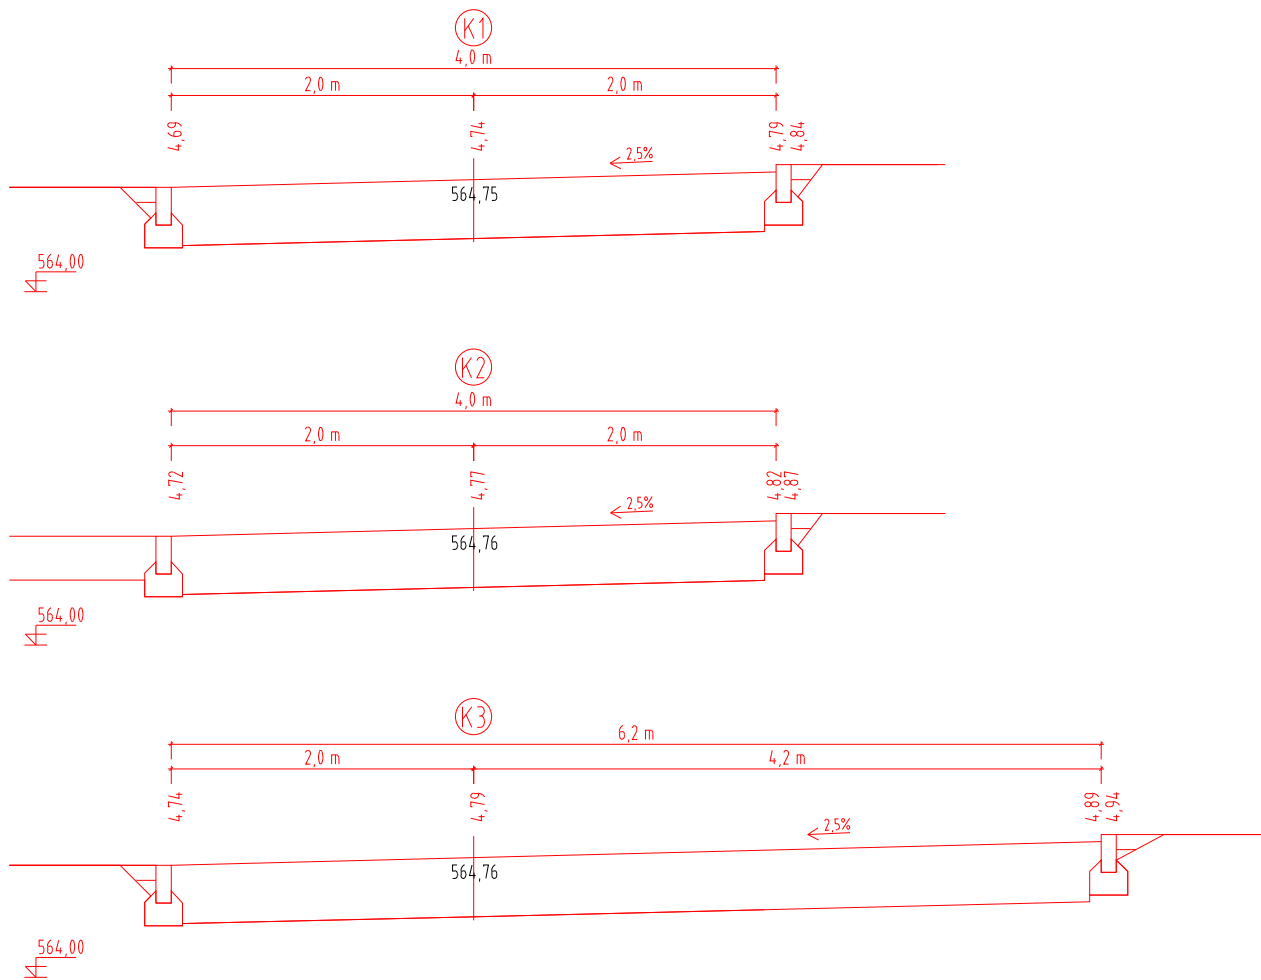 K1
4,0 m
2,0 m 2,0 m
4,69 4,74 4,79 4,84
2,5%
564,75
564,00
K2
4,0 m
2,0 m 2,0 m
4,72 4,77 4,82 4,87
2,5%
564,76
564,00
K3
6,2 m
2,0 m 4,2 m
4,74 4,79 4,89 4,94
2,5%
564,76
564,00